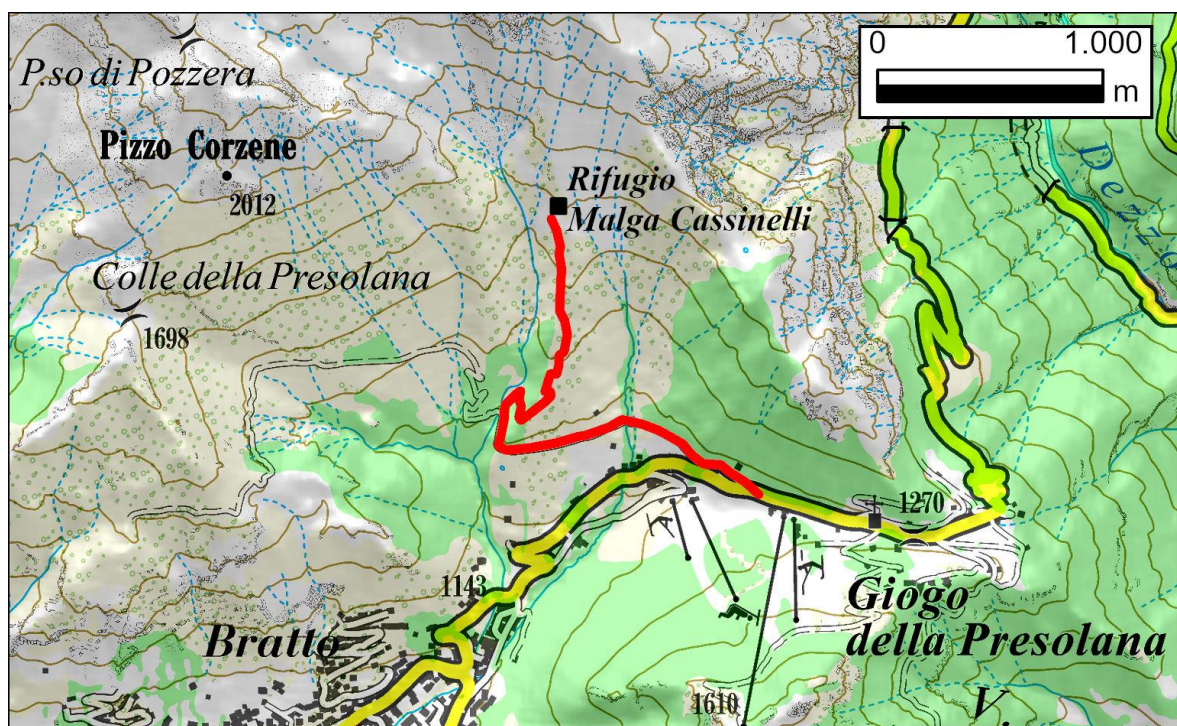 0 1.000
m
P.so di Pozzera
Pizzo Corzene
2012
Dezzo
Rifugio
Malga Cassinelli
Colle della Presolana
1698
1270
1143
Giogo
della Presolana
Bratto
1610